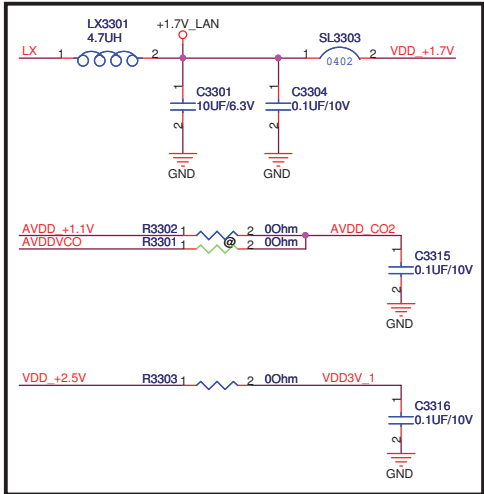 LX3301
4.7UH
+1.7V_LAN
SL3303
LX
1
2
1
0402
2
VDD_+1.7V
1
C3301
10UF/6.3V
2
GND
1
C3304
0.1UF/10V
2
GND
AVDD_+1.1V
R3302
1
2
0Ohm
AVDD_CO2
AVDDVCO
R3301
1
@
2
0Ohm
1
C3315
0.1UF/10V
2
GND
VDD_+2.5V
R3303
1
2
0Ohm
VDD3V_1
1
C3316
0.1UF/10V
2
GND